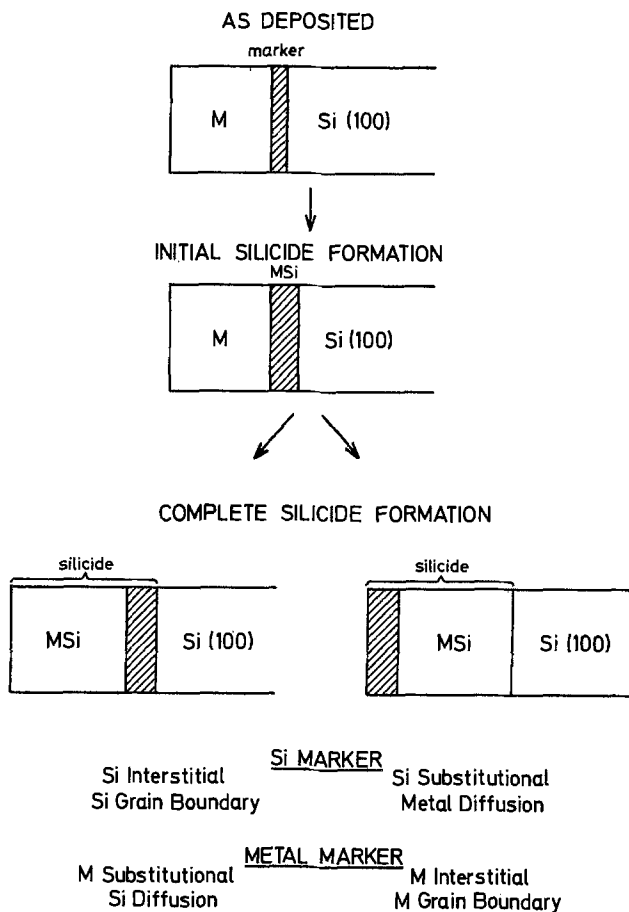 AS DEPOSITED
marker
M
Si (100)
INITIAL SILICIDE FORMATION
MSi
M
Si (100)
COMPLETE SILICIDE FORMATION
silicide
MSi
Si (100)
silicide
MSi
Si (100)
Si MARKER
Si Interstitial
Si Grain Boundary
Si Substitutional
Metal Diffusion
METAL MARKER
M Substitutional
Si Diffusion
M Interstitial
M Grain Boundary